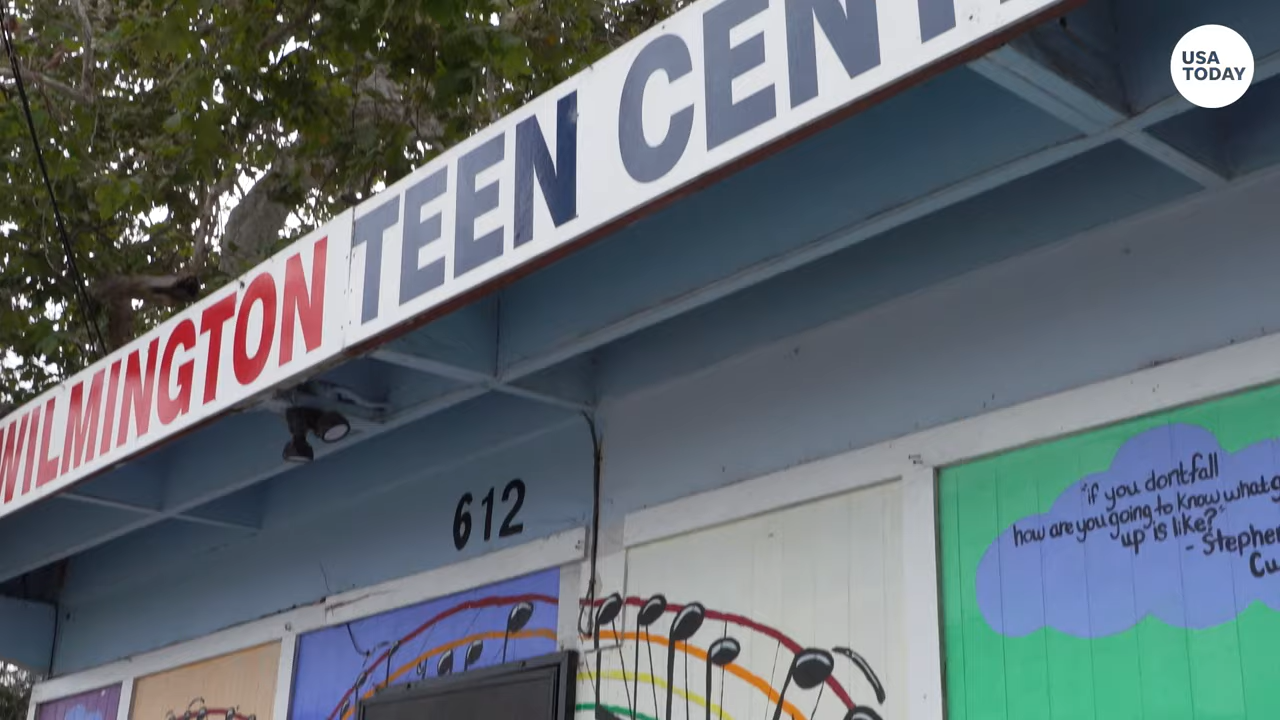 USA
TODAY
WILMINGTON TEEN CENT
612
"if you dont fall
how are you going to know what g
up is like?"
- Stephen
Cu